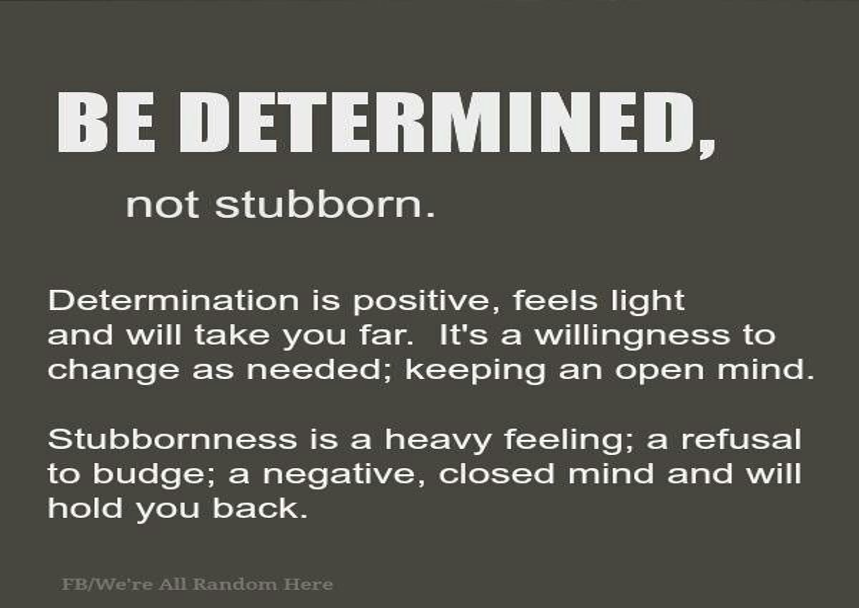 BE DETERMINED,
not stubborn.
Determination is positive, feels light
and will take you far.  It's a willingness to
change as needed; keeping an open mind.
Stubbornness is a heavy feeling; a refusal
to budge; a negative, closed mind and will
hold you back.
FB/We're All Random Here